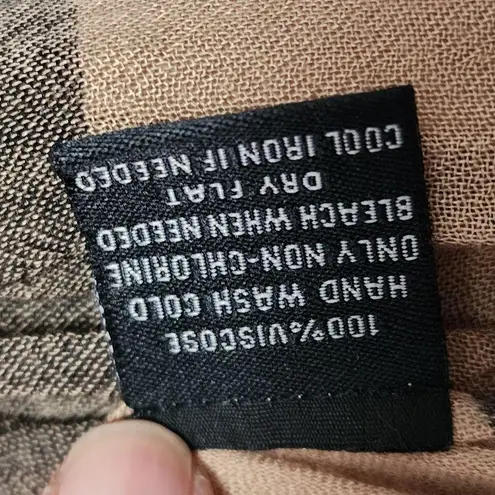 100%VISCOSE
HAND WASH COLD
ONLY NON-CHLORINE
BLEACH WHEN NEEDED
DRY FLAT
COOL IRON IF NEEDED